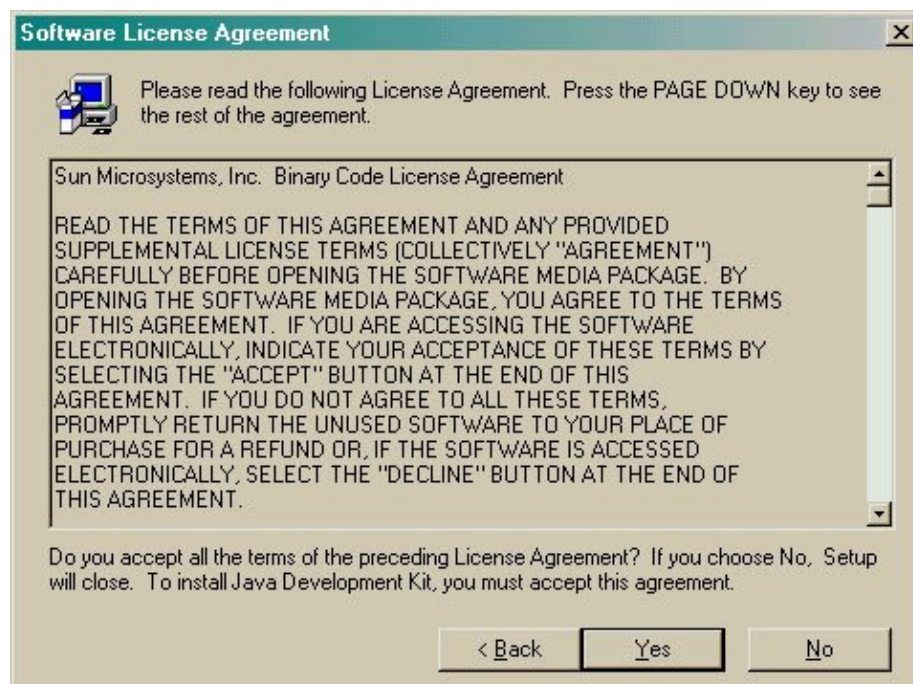 Software License Agreement
Please read the following License Agreement.  Press the PAGE DOWN key to see
the rest of the agreement.
Sun Microsystems, Inc.  Binary Code License Agreement
READ THE TERMS OF THIS AGREEMENT AND ANY PROVIDED
SUPPLEMENTAL LICENSE TERMS (COLLECTIVELY "AGREEMENT")
CAREFULLY BEFORE OPENING THE SOFTWARE MEDIA PACKAGE.  BY
OPENING THE SOFTWARE MEDIA PACKAGE, YOU AGREE TO THE TERMS
OF THIS AGREEMENT.  IF YOU ARE ACCESSING THE SOFTWARE
ELECTRONICALLY, INDICATE YOUR ACCEPTANCE OF THESE TERMS BY
SELECTING THE "ACCEPT" BUTTON AT THE END OF THIS
AGREEMENT.  IF YOU DO NOT AGREE TO ALL THESE TERMS,
PROMPTLY RETURN THE UNUSED SOFTWARE TO YOUR PLACE OF
PURCHASE FOR A REFUND OR, IF THE SOFTWARE IS ACCESSED
ELECTRONICALLY, SELECT THE "DECLINE" BUTTON AT THE END OF
THIS AGREEMENT.
Do you accept all the terms of the preceding License Agreement?  If you choose No,  Setup
will close.  To install Java Development Kit, you must accept this agreement.
< Back
Yes
No